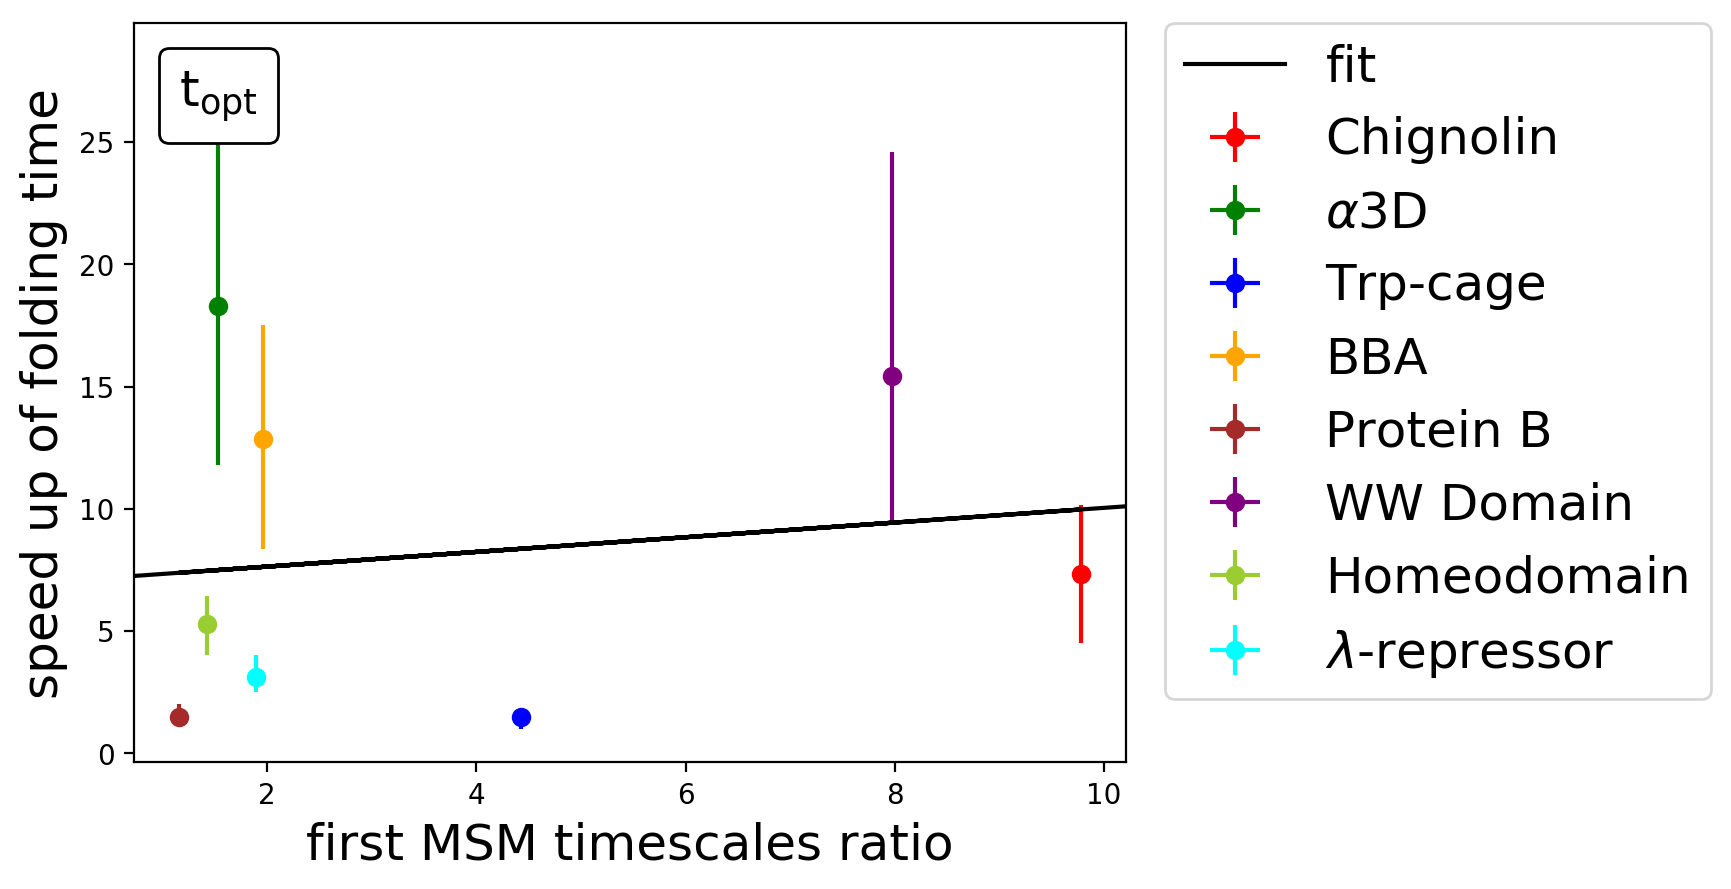 t_opt
speed up of folding time
25
20
15
10
5
0
2 4 6 8 10
first MSM timescales ratio
fit
Chignolin
α3D
Trp-cage
BBA
Protein B
WW Domain
Homeodomain
λ-repressor